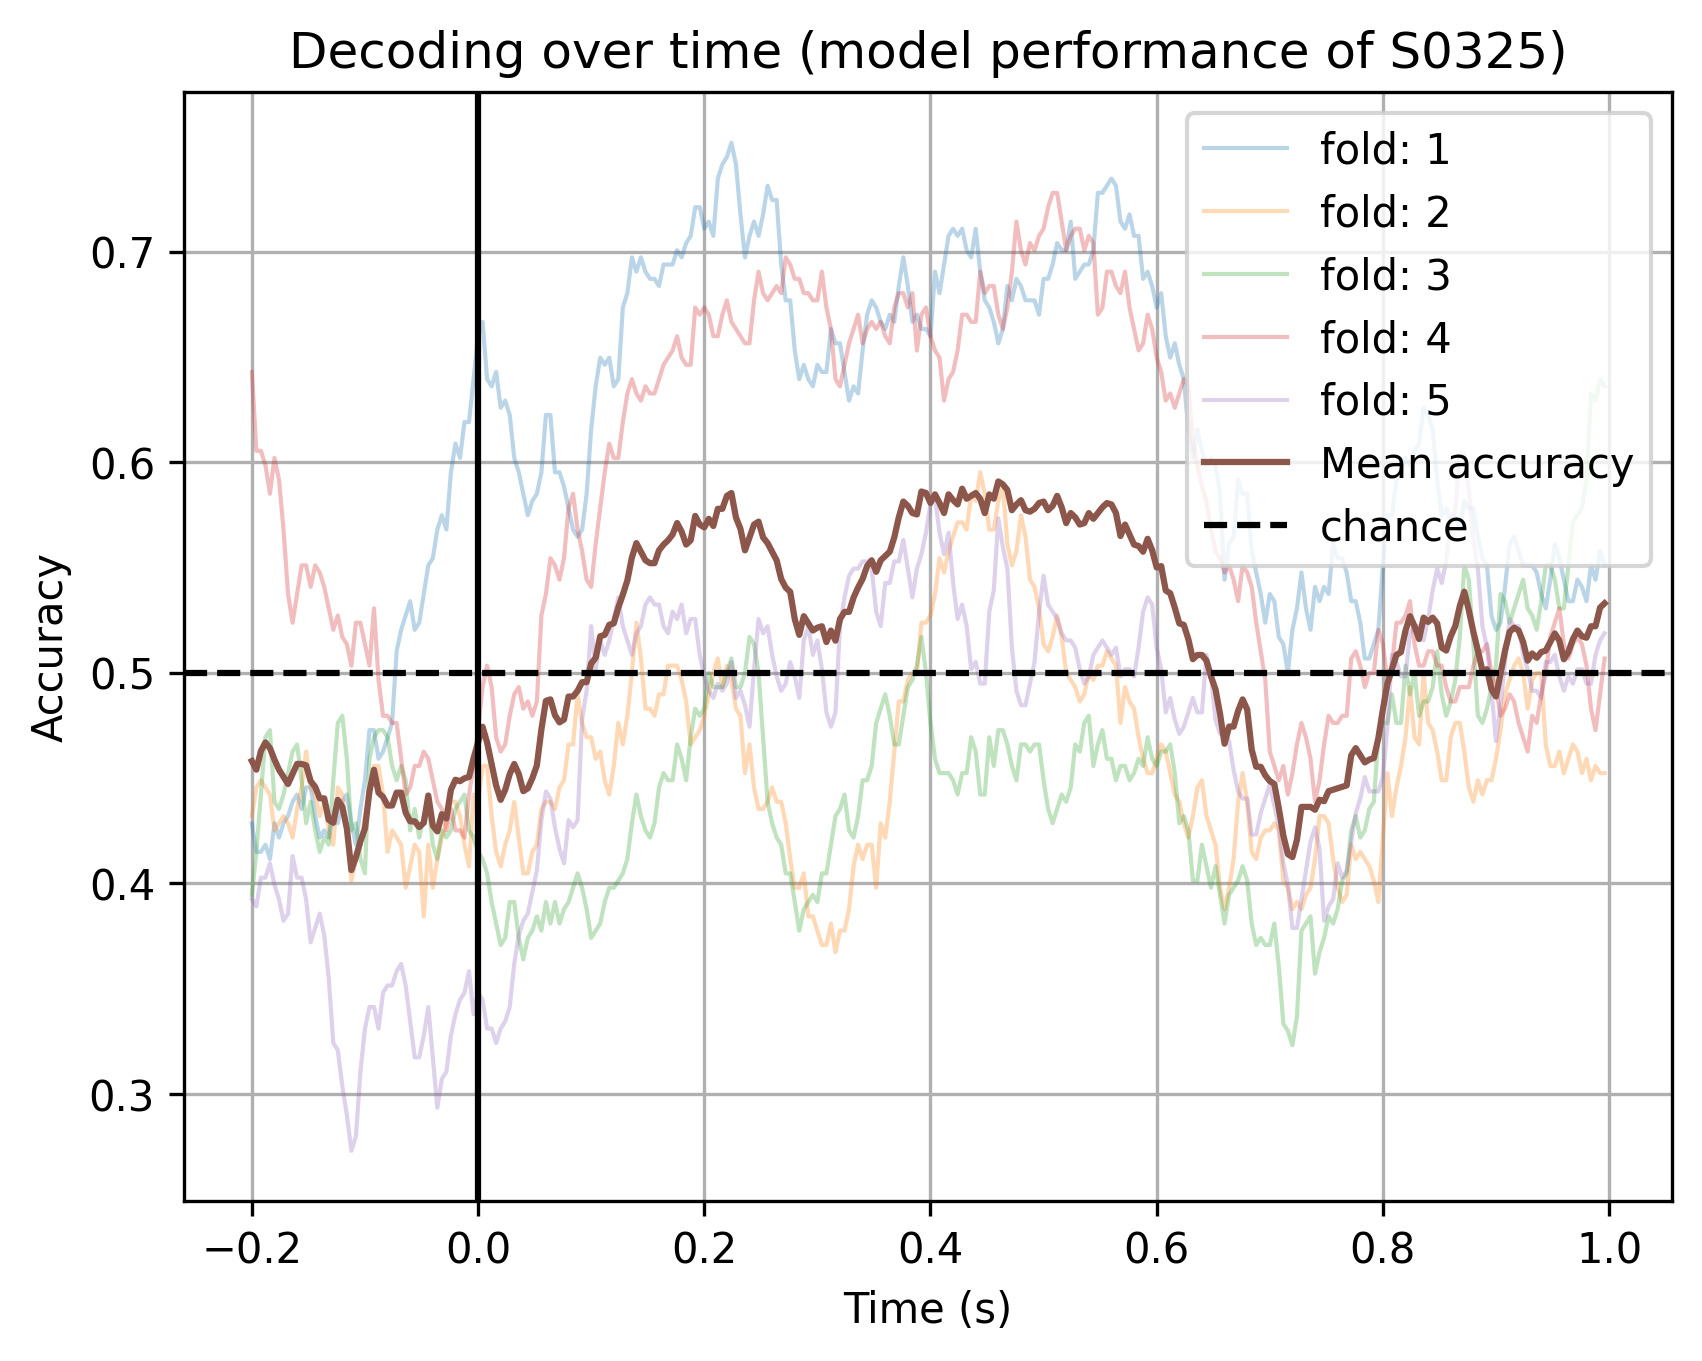 Decoding over time (model performance of S0325)
fold: 1
fold: 2
fold: 3
fold: 4
fold: 5
Mean accuracy
chance
Accuracy
0.7
0.6
0.5
0.4
0.3
−0.2 0.0 0.2 0.4 0.6 0.8 1.0
Time (s)